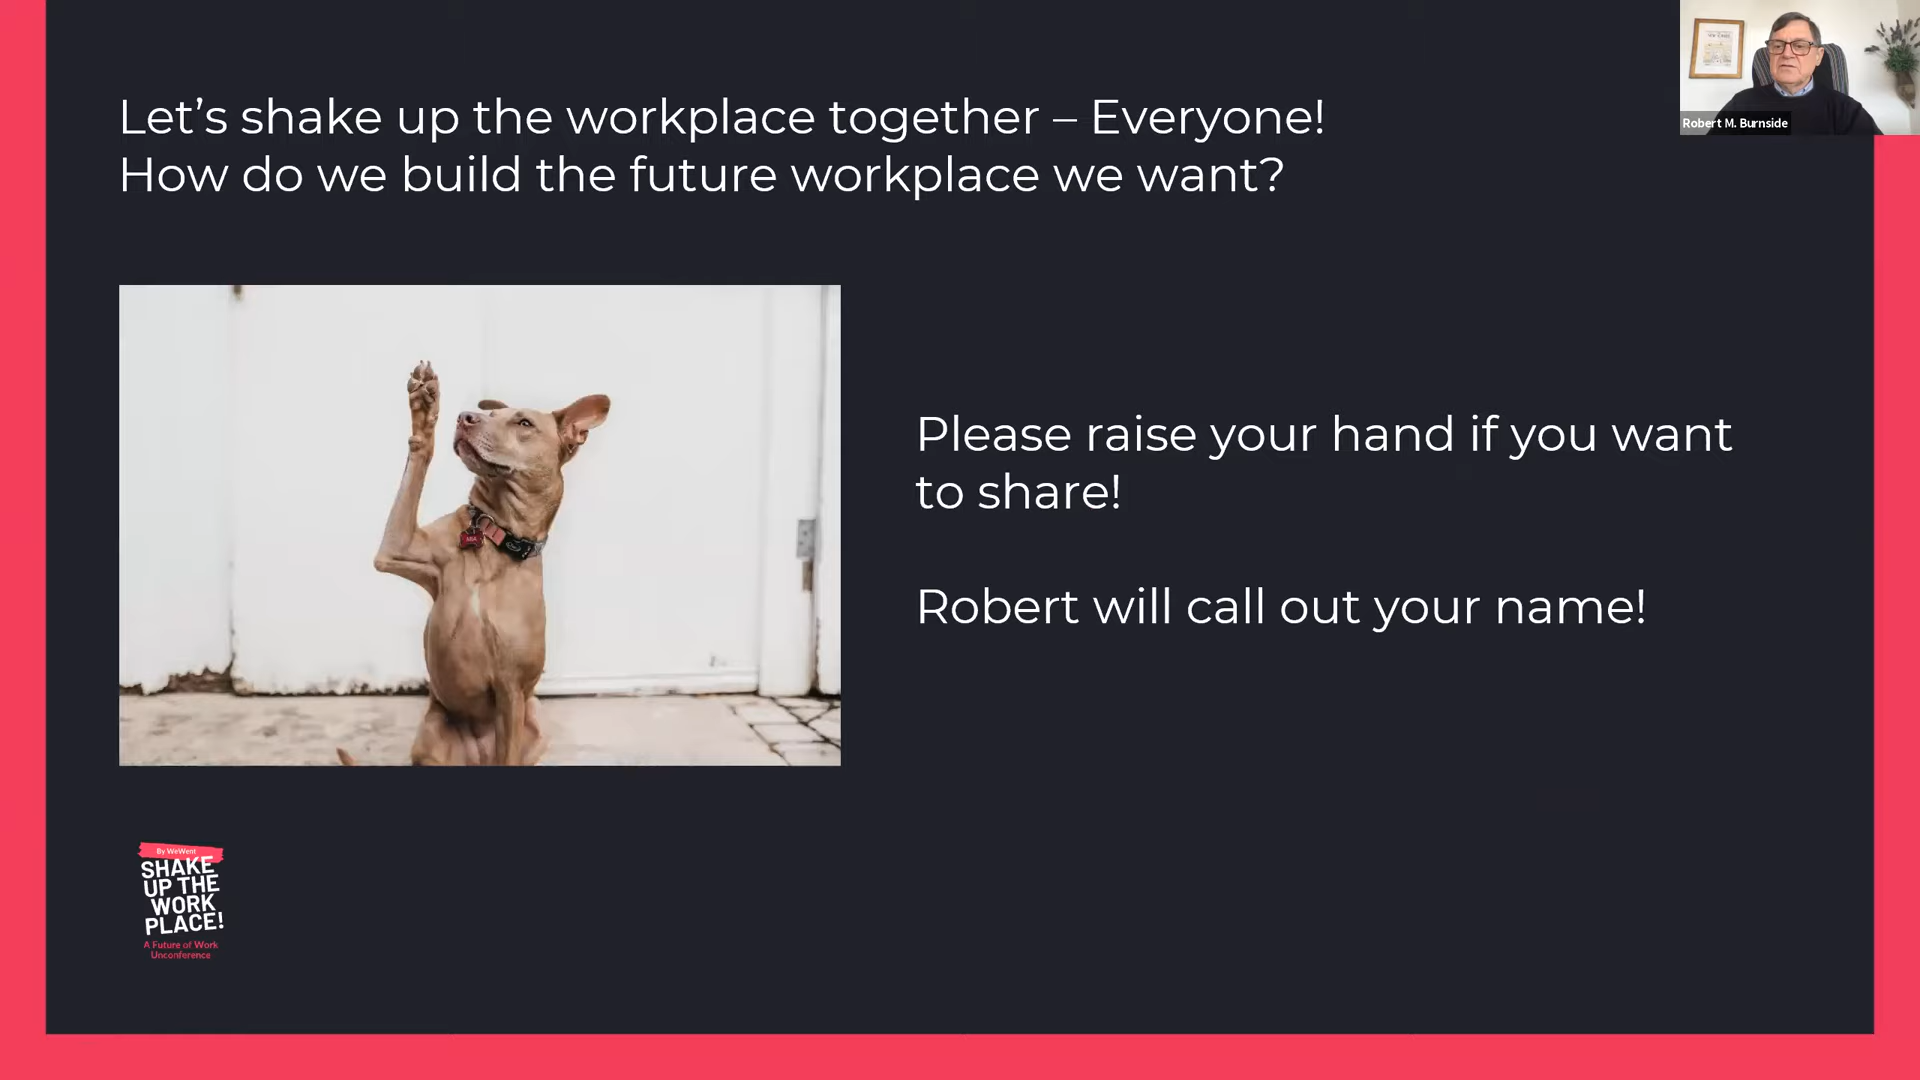 Let’s shake up the workplace together – Everyone!
How do we build the future workplace we want?
Robert M. Burnside
Please raise your hand if you want
to share!
Robert will call out your name!
By WeWent
SHAKE
UP THE
WORK
PLACE!
A Future of Work
Unconference